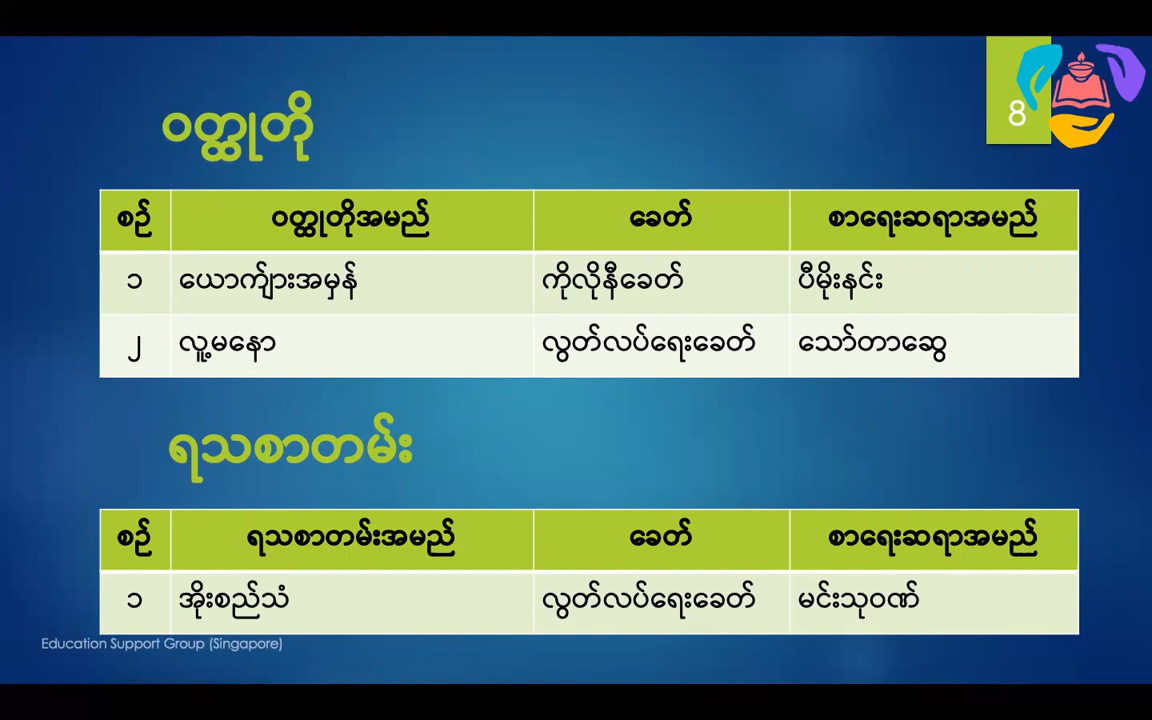 8
ဝတ္ထုတို
စဉ် ဝတ္ထုတိုအမည် ခေတ် စာရေးဆရာအမည်
၁ ယောက်ျားအမှန် ကိုလိုနီခေတ် ပီမိုးနင်း
၂ လူ့မနော လွတ်လပ်ရေးခေတ် သော်တာဆွေ
ရသစာတမ်း
စဉ် ရသစာတမ်းအမည် ခေတ် စာရေးဆရာအမည်
၁ အိုးစည်သံ လွတ်လပ်ရေးခေတ် မင်းသုဝဏ်
Education Support Group (Singapore)